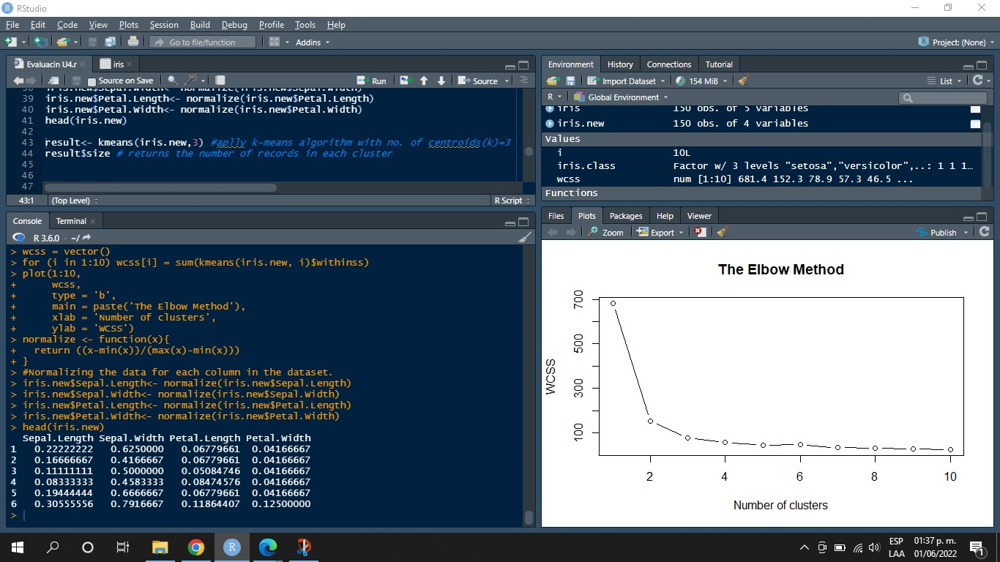 RStudio
File Edit Code View Plots Session Build Debug Profile Tools Help
Go to file/function Addins Project: (None)
Evaluacin U4.r iris
Source on Save Run Source
38 iris.new$Sepal.Width<- normalize(iris.new$Sepal.Width)
39 iris.new$Petal.Length<- normalize(iris.new$Petal.Length)
40 iris.new$Petal.Width<- normalize(iris.new$Petal.Width)
41 head(iris.new)
42
43 result<- kmeans(iris.new,3) #aplly k-means algorithm with no. of centroids(k)=3
44 result$size # returns the number of records in each cluster
45
46
47
43:1 (Top Level) R Script
Console Terminal
R 3.6.0 · ~/
> wcss = vector()
> for (i in 1:10) wcss[i] = sum(kmeans(iris.new, i)$withinss)
> plot(1:10,
+ wcss,
+ type = 'b',
+ main = paste('The Elbow Method'),
+ xlab = 'Number of clusters',
+ ylab = 'WCSS')
> normalize <- function(x){
+ return ((x-min(x))/(max(x)-min(x)))
+ }
> #Normalizing the data for each column in the dataset.
> iris.new$Sepal.Length<- normalize(iris.new$Sepal.Length)
> iris.new$Sepal.Width<- normalize(iris.new$Sepal.Width)
> iris.new$Petal.Length<- normalize(iris.new$Petal.Length)
> iris.new$Petal.Width<- normalize(iris.new$Petal.Width)
> head(iris.new)
Sepal.Length Sepal.Width Petal.Length Petal.Width
1 0.22222222 0.6250000 0.06779661 0.04166667
2 0.16666667 0.4166667 0.06779661 0.04166667
3 0.11111111 0.5000000 0.05084746 0.04166667
4 0.08333333 0.4583333 0.08474576 0.04166667
5 0.19444444 0.6666667 0.06779661 0.04166667
6 0.30555556 0.7916667 0.11864407 0.12500000
>
Environment History Connections Tutorial
Import Dataset 154 MiB List
R Global Environment
iris 150 obs. of 5 variables
iris.new 150 obs. of 4 variables
Values
i 10L
iris.class Factor w/ 3 levels "setosa","versicolor",..: 1 1 1…
wcss num [1:10] 681.4 152.3 78.9 57.3 46.5 ...
Functions
Files Plots Packages Help Viewer
Zoom Export Publish
The Elbow Method
WCSS
700
500
300
100
2 4 6 8 10
Number of clusters
ESP 01:37 p. m.
LAA 01/06/2022
1